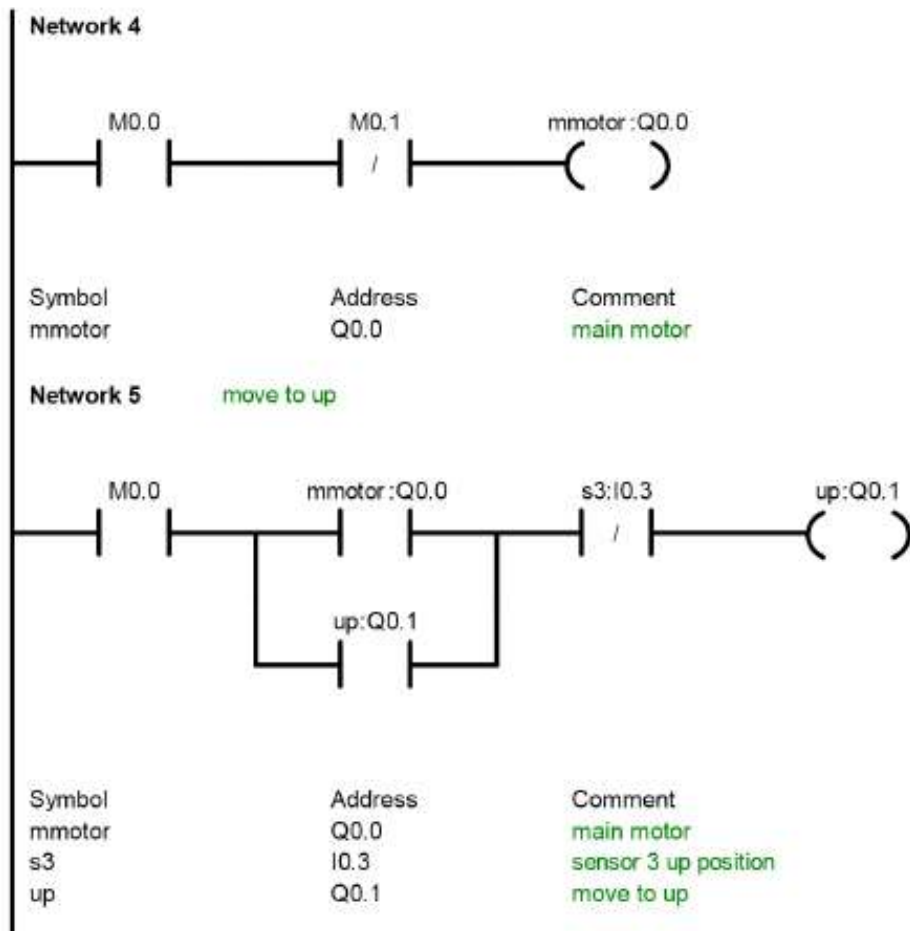 Network 4
M0.0 M0.1 mmotor:Q0.0
/
Symbol Address Comment
mmotor Q0.0 main motor
Network 5 move to up
M0.0 mmotor:Q0.0 s3:I0.3 up:Q0.1
/
up:Q0.1
Symbol Address Comment
mmotor Q0.0 main motor
s3 I0.3 sensor 3 up position
up Q0.1 move to up